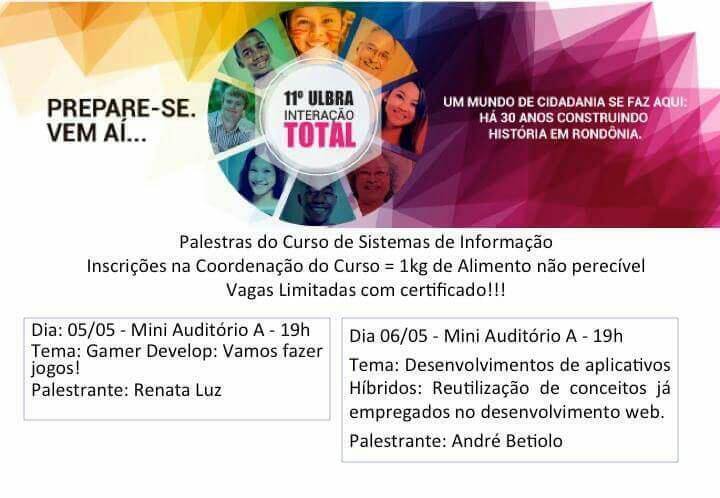 PREPARE-SE.
VEM AÍ...
11º ULBRA
INTERAÇÃO
TOTAL
UM MUNDO DE CIDADANIA SE FAZ AQUI:
HÁ 30 ANOS CONSTRUINDO
HISTÓRIA EM RONDÔNIA.
Palestras do Curso de Sistemas de Informação
Inscrições na Coordenação do Curso = 1kg de Alimento não perecível
Vagas Limitadas com certificado!!!
Dia: 05/05 - Mini Auditório A - 19h
Tema: Gamer Develop: Vamos fazer
jogos!
Palestrante: Renata Luz
Dia 06/05 - Mini Auditório A - 19h
Tema: Desenvolvimentos de aplicativos
Híbridos: Reutilização de conceitos já
empregados no desenvolvimento web.
Palestrante: André Betiolo